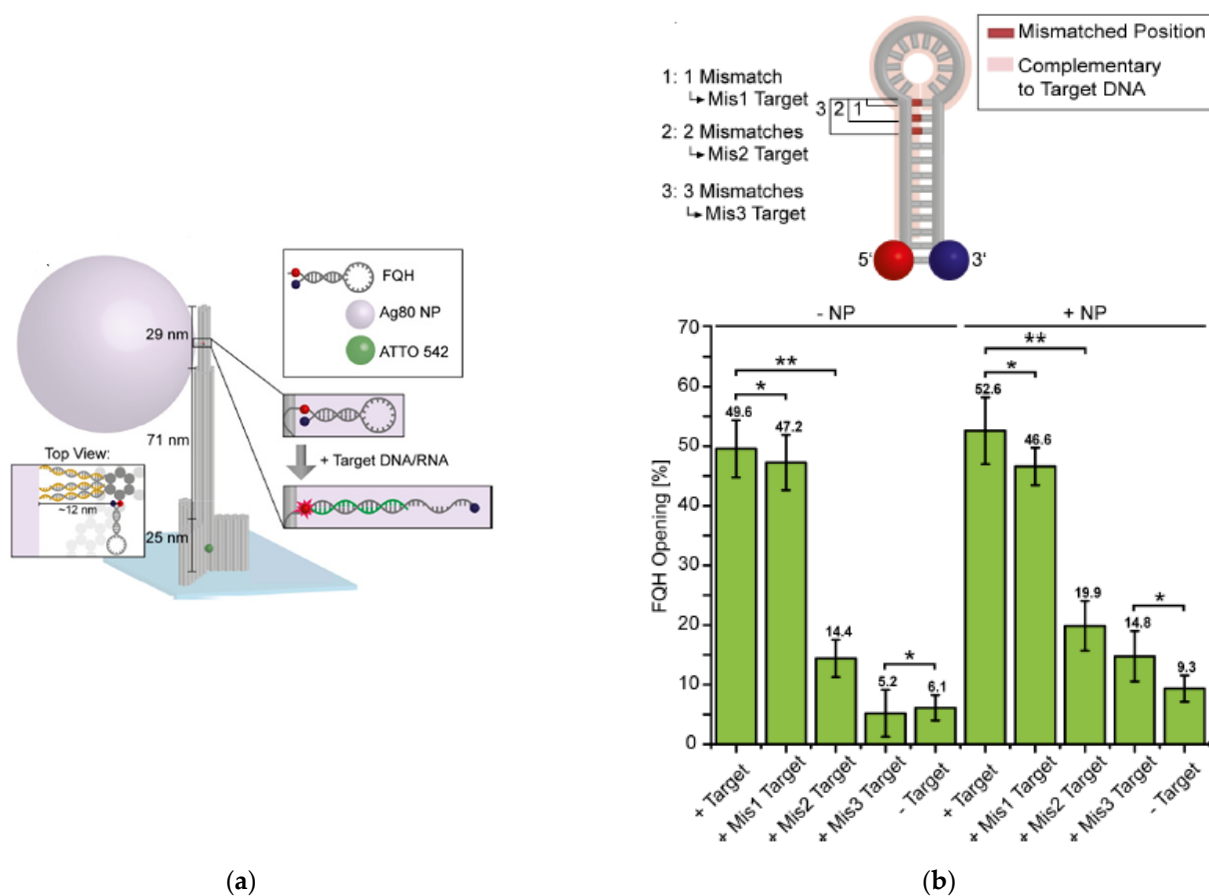 29 nm
71 nm
25 nm
Top View:
~12 nm
FQH
Ag80 NP
ATTO 542
+ Target DNA/RNA
(a)
Mismatched Position
Complementary
to Target DNA
1: 1 Mismatch
↳ Mis1 Target
2: 2 Mismatches
↳ Mis2 Target
3: 3 Mismatches
↳ Mis3 Target
3 2 1
5' 3'
- NP + NP
FQH Opening [%]
70
60
50
40
30
20
10
0
** **
* *
* *
49.6 47.2 14.4 5.2 6.1 52.6 46.6 19.9 14.8 9.3
+ Target
+ Mis1 Target
+ Mis2 Target
+ Mis3 Target
- Target
+ Target
+ Mis1 Target
+ Mis2 Target
+ Mis3 Target
- Target
(b)